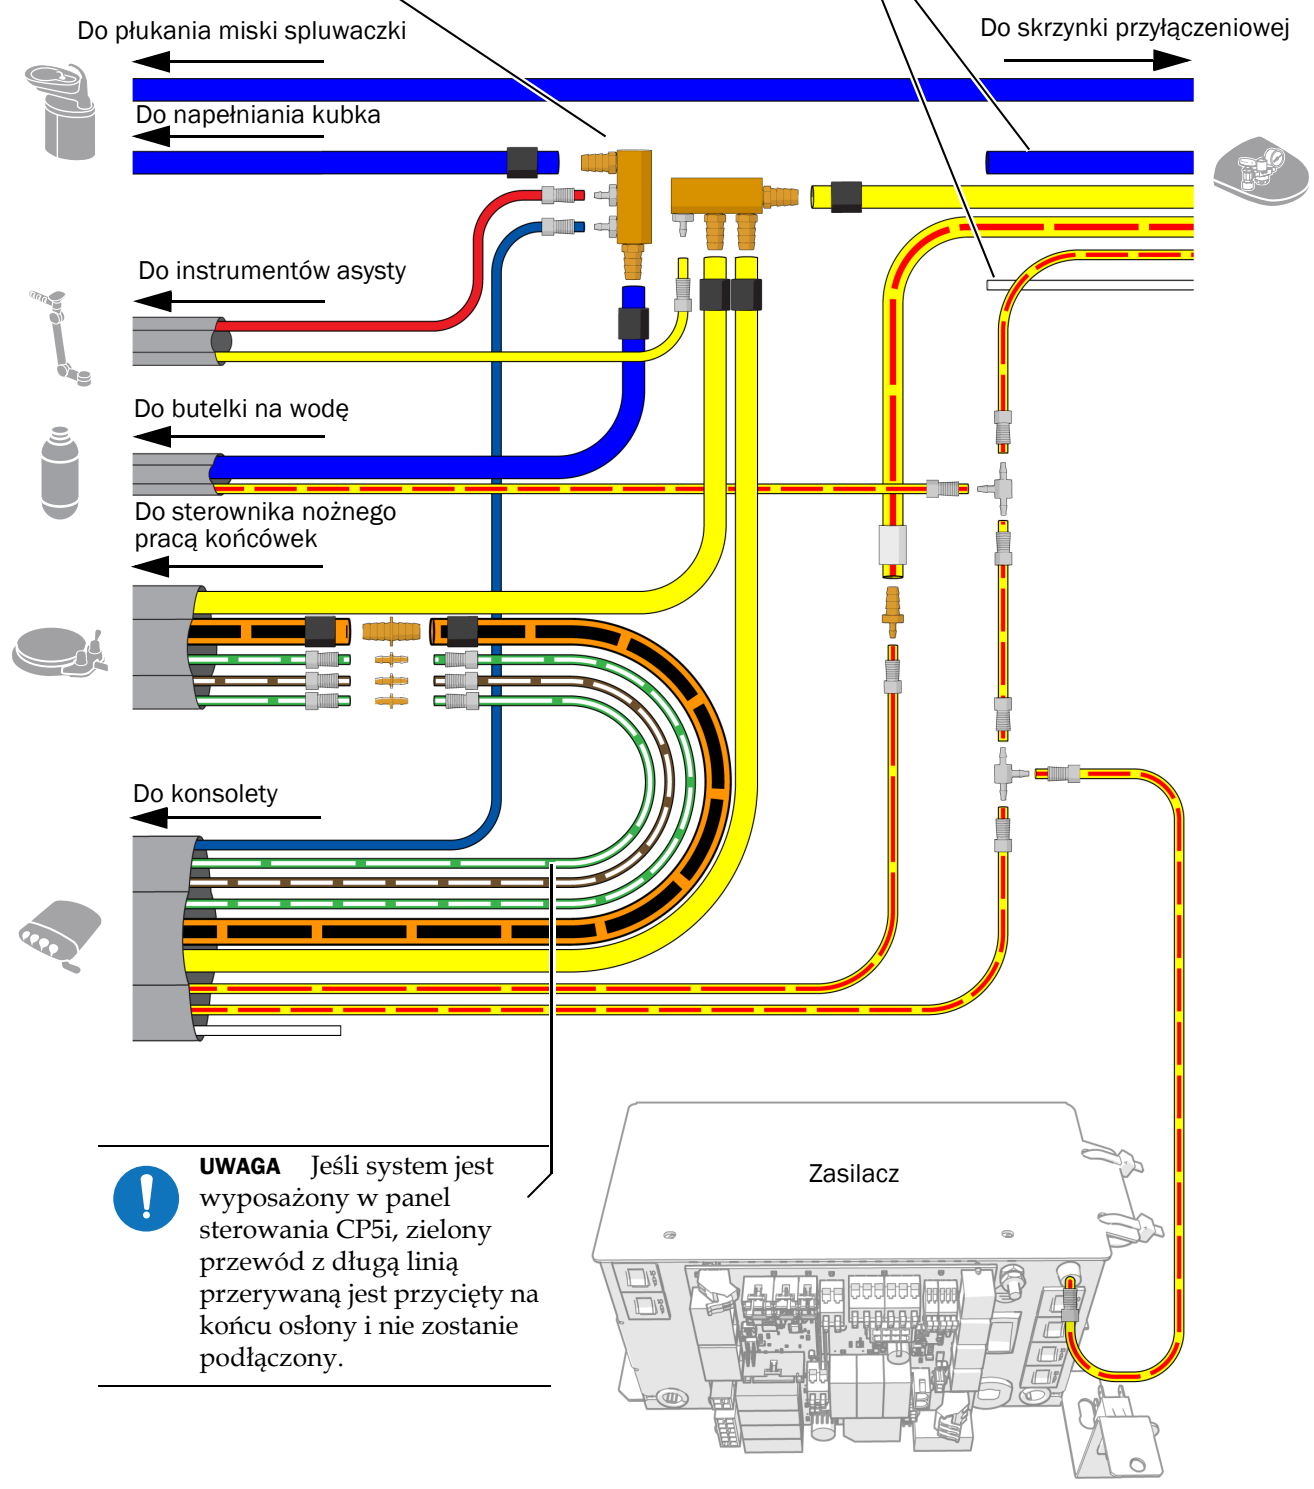 Do płukania miski spluwaczki
Do skrzynki przyłączeniowej
Do napełniania kubka
Do instrumentów asysty
Do butelki na wodę
Do sterownika nożnego
pracą końcówek
Do konsolety
UWAGA Jeśli system jest
wyposażony w panel
sterowania CP5i, zielony
przewód z długą linią
przerywaną jest przycięty na
końcu osłony i nie zostanie
podłączony.
Zasilacz